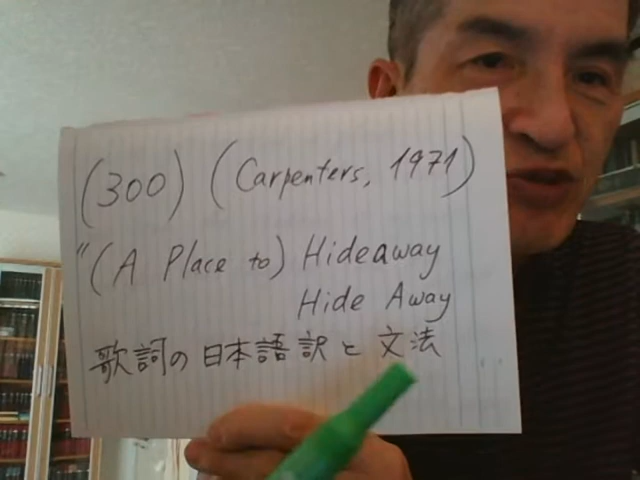 (300) (Carpenters, 1971)
"(A Place to) Hideaway
Hide Away
歌詞の日本語訳と文法